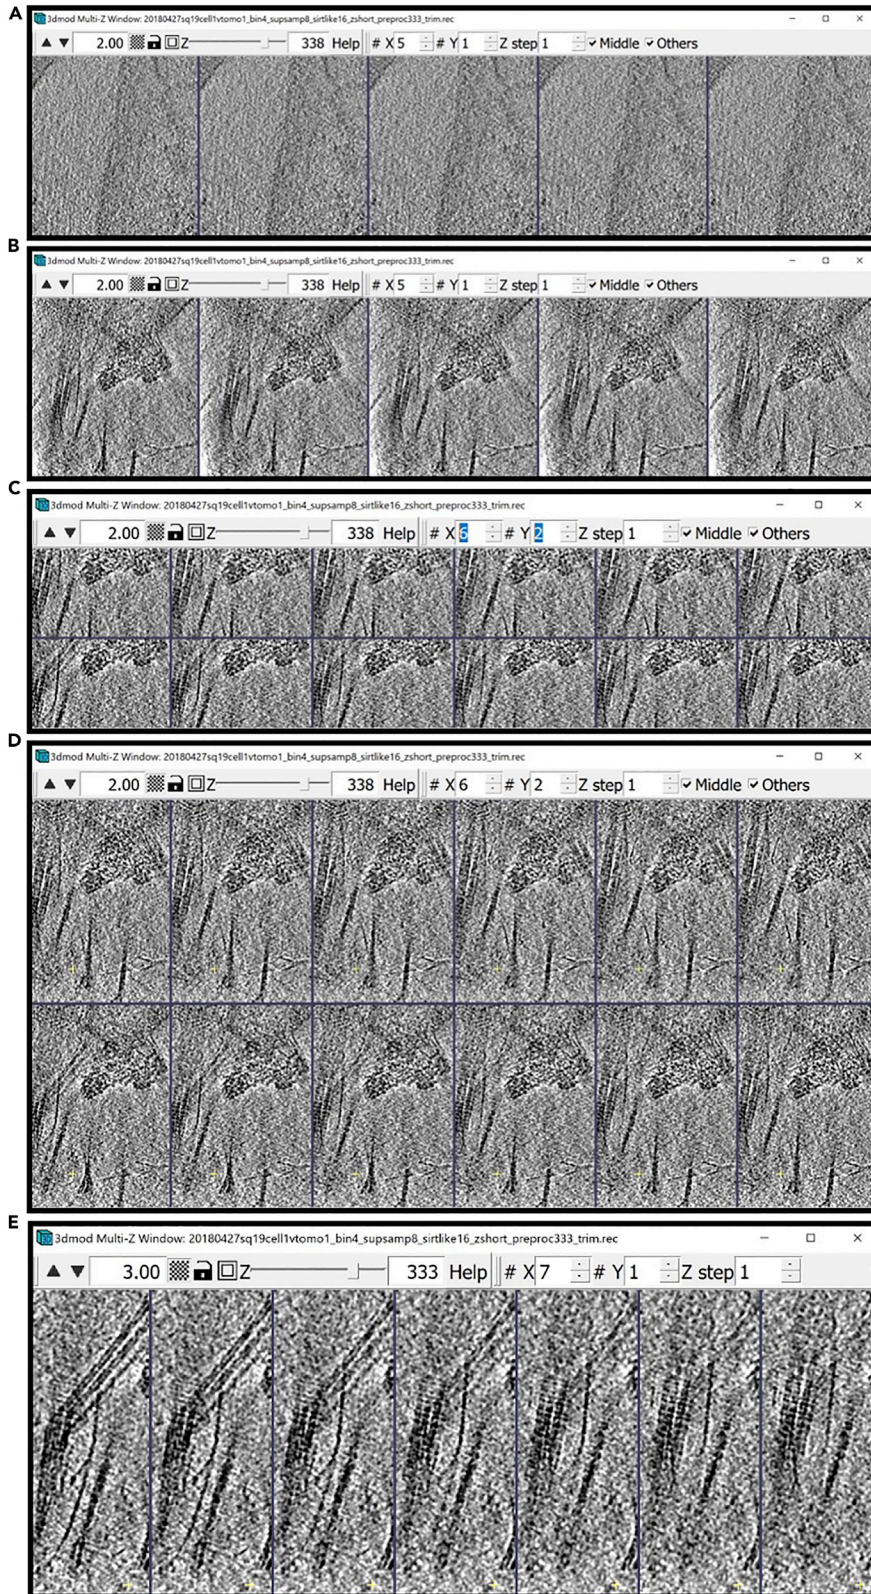 A
3dmod Multi-Z Window: 20180427sq19cell1vtomo1_bin4_supsamp8_sirtlike16_zshort_preproc333_trim.rec
2.00 Z 338 Help # X 5 # Y 1 Z step 1 Middle Others
B
3dmod Multi-Z Window: 20180427sq19cell1vtomo1_bin4_supsamp8_sirtlike16_zshort_preproc333_trim.rec
2.00 Z 338 Help # X 5 # Y 1 Z step 1 Middle Others
C
3dmod Multi-Z Window: 20180427sq19cell1vtomo1_bin4_supsamp8_sirtlike16_zshort_preproc333_trim.rec
2.00 Z 338 Help # X 6 # Y 2 Z step 1 Middle Others
D
3dmod Multi-Z Window: 20180427sq19cell1vtomo1_bin4_supsamp8_sirtlike16_zshort_preproc333_trim.rec
2.00 Z 338 Help # X 6 # Y 2 Z step 1 Middle Others
E
3dmod Multi-Z Window: 20180427sq19cell1vtomo1_bin4_supsamp8_sirtlike16_zshort_preproc333_trim.rec
3.00 Z 333 Help # X 7 # Y 1 Z step 1